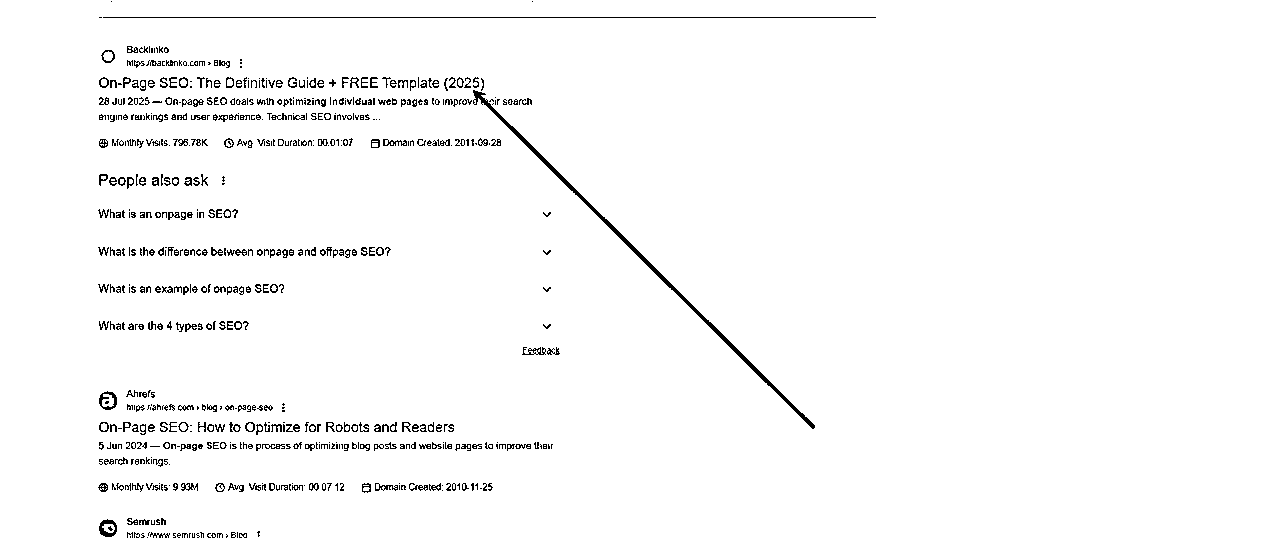 Backlinko
https://backlinko.com › Blog
On-Page SEO: The Definitive Guide + FREE Template (2025)
28 Jul 2025 — On-page SEO deals with optimizing individual web pages to improve their search
engine rankings and user experience. Technical SEO involves ...
Monthly Visits: 796.78K Avg. Visit Duration: 00:01:07 Domain Created: 2011-09-28
People also ask
What is an onpage in SEO?
What is the difference between onpage and offpage SEO?
What is an example of onpage SEO?
What are the 4 types of SEO?
Feedback
Ahrefs
https://ahrefs.com › blog › on-page-seo
On-Page SEO: How to Optimize for Robots and Readers
5 Jun 2024 — On-page SEO is the process of optimizing blog posts and website pages to improve their
search rankings.
Monthly Visits: 9.93M Avg. Visit Duration: 00:07:12 Domain Created: 2010-11-25
Semrush
https://www.semrush.com › Blog